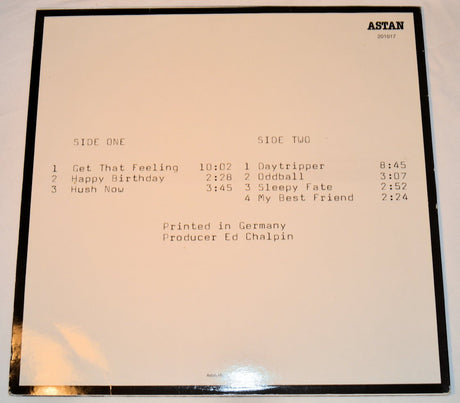 ASTAN
201017
SIDE ONE
1 Get That Feeling 10:02
2 Happy Birthday 2:28
3 Hush Now 3:45
SIDE TWO
1 Daytripper 8:45
2 Oddball 3:07
3 Sleepy Fate 2:52
4 My Best Friend 2:24
Printed in Germany
Producer Ed Chalpin